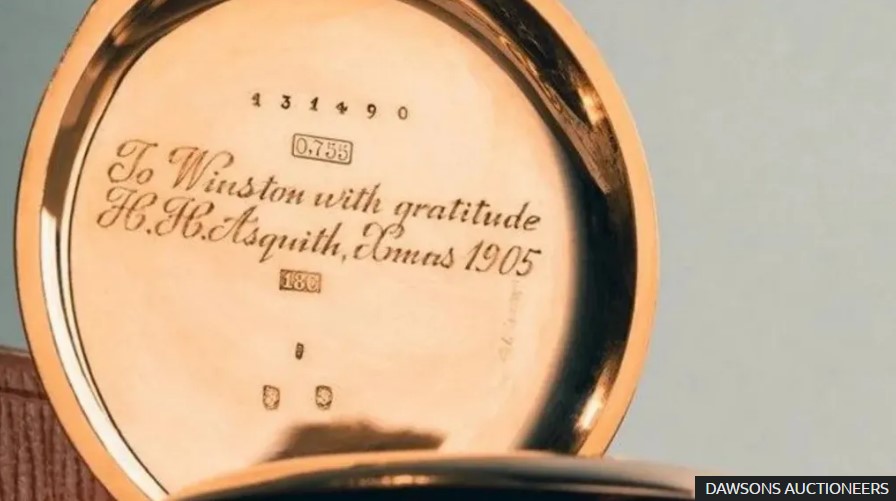 131490
0,755
To Winston with gratitude
H.H.Asquith, Xmas 1905
18C
DAWSONS AUCTIONEERS